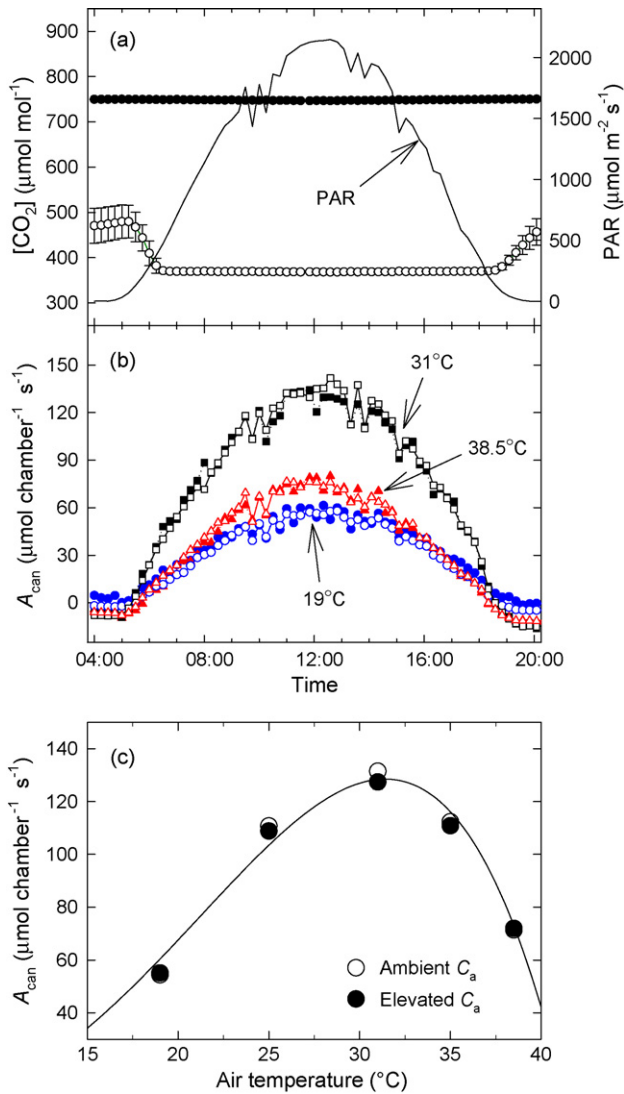 (a)
900
800
700
600
500
400
300
[CO₂] (μmol mol⁻¹)
2000
1500
1000
500
0
PAR (μmol m⁻² s⁻¹)
PAR
(b)
150
120
90
60
30
0
A_can (μmol chamber⁻¹ s⁻¹)
31°C
38.5°C
19°C
04:00 08:00 12:00 16:00 20:00
Time
(c)
140
120
100
80
60
40
A_can (μmol chamber⁻¹ s⁻¹)
Ambient Cₐ
Elevated Cₐ
15 20 25 30 35 40
Air temperature (°C)